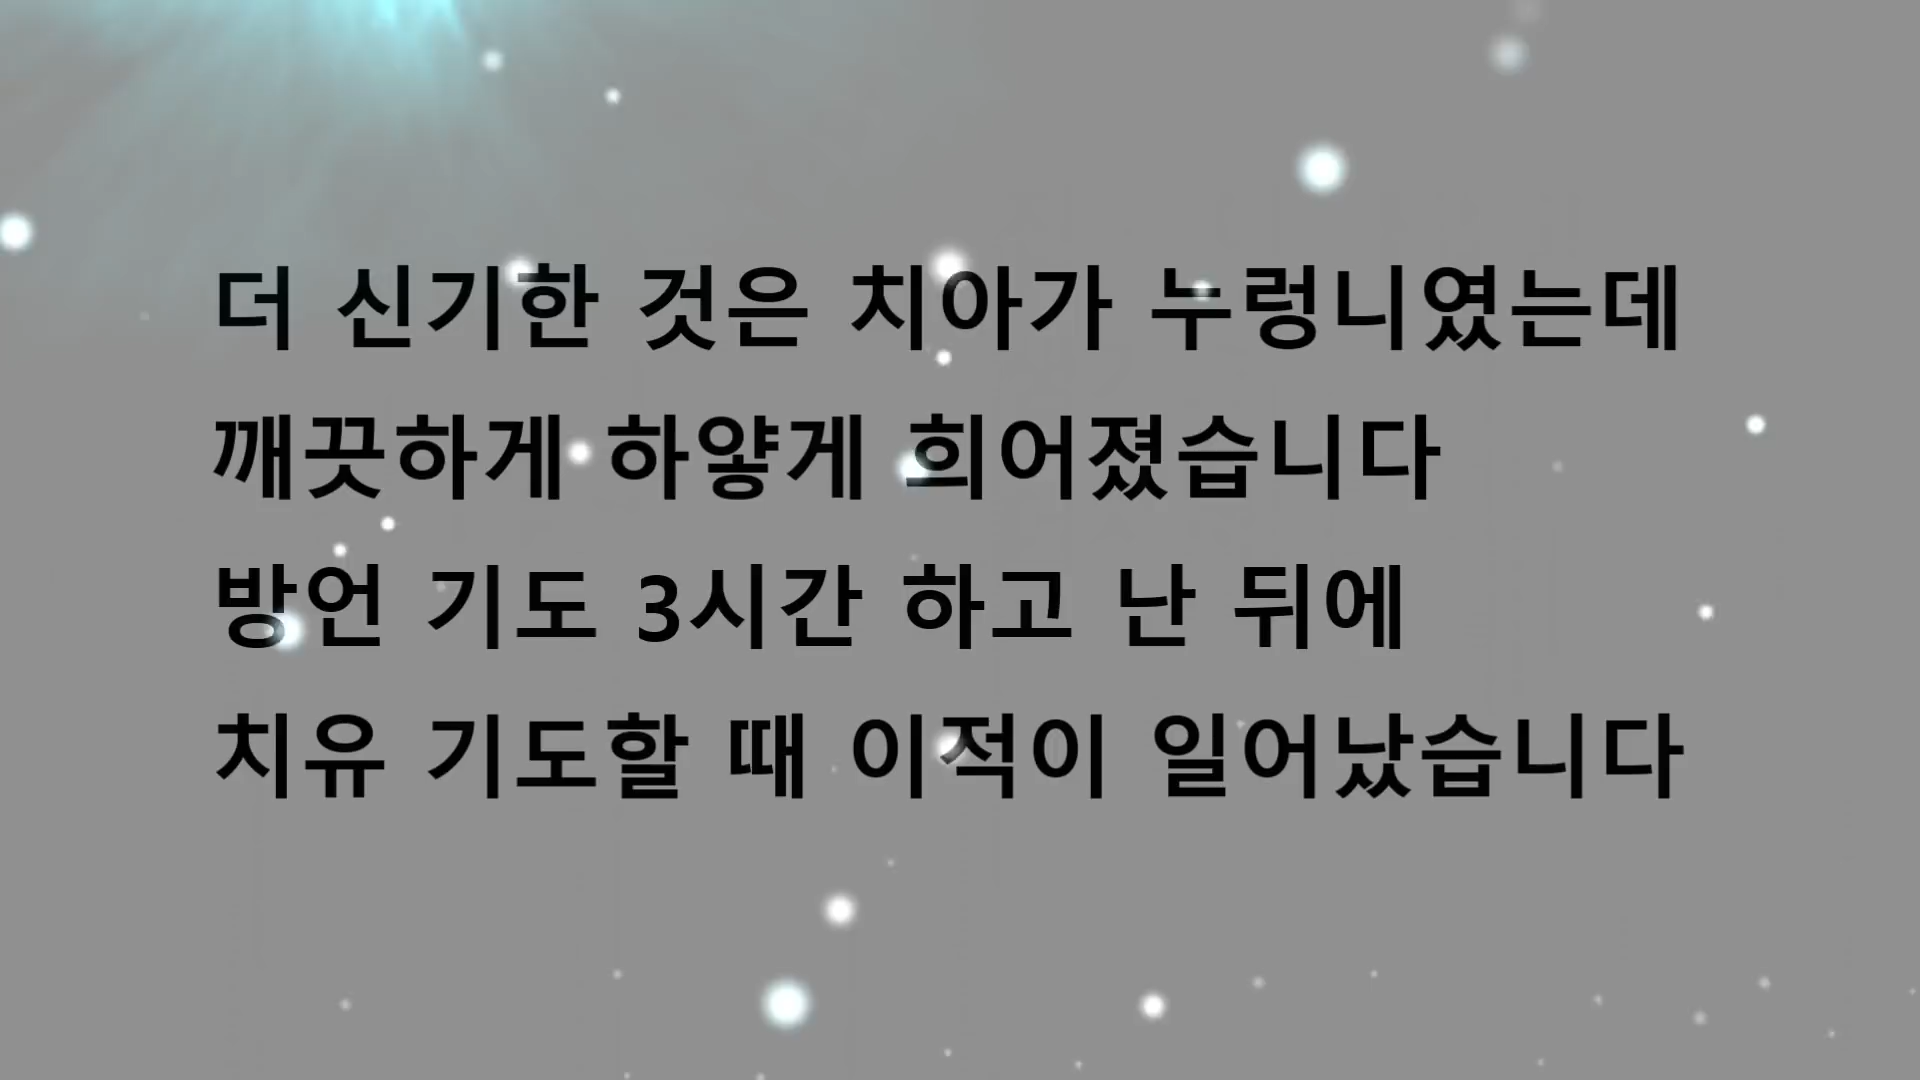 더 신기한 것은 치아가 누렁니였는데
깨끗하게 하얗게 희어졌습니다
방언 기도 3시간 하고 난 뒤에
치유 기도할 때 이적이 일어났습니다